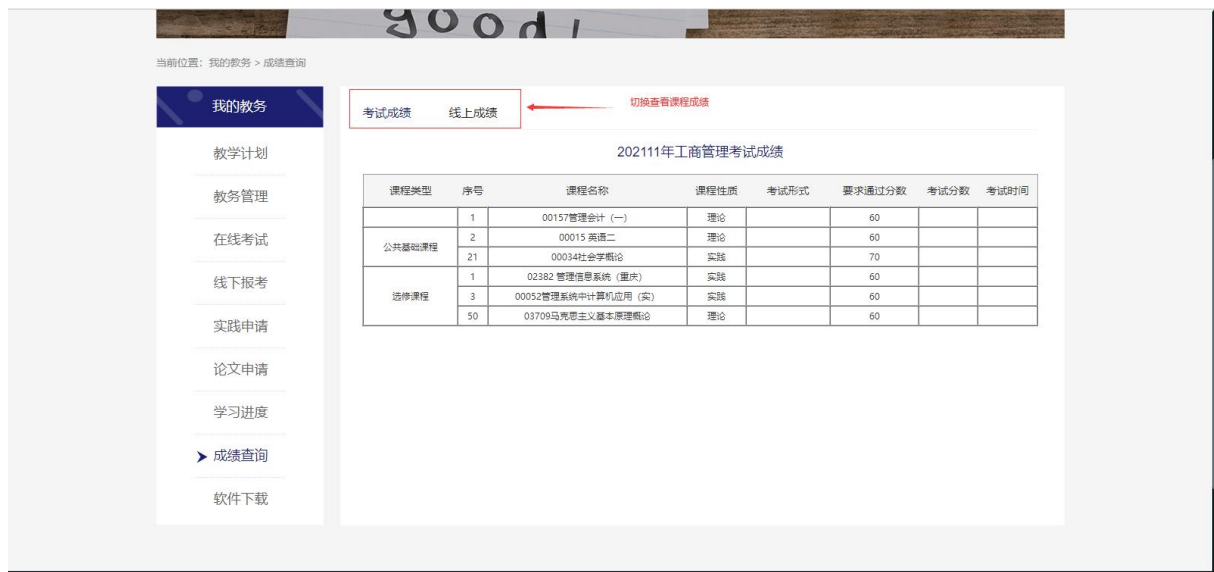 good!
当前位置：我的教务 > 成绩查询
我的教务
教学计划
教务管理
在线考试
线下报考
实践申请
论文申请
学习进度
成绩查询
软件下载
考试成绩 线上成绩
切换查看课程成绩
202111年工商管理考试成绩
课程类型 序号 课程名称 课程性质 考试形式 要求通过分数 考试分数 考试时间
1 00157管理会计（一） 理论 60
公共基础课程
2 00015 英语二 理论 60
21 00034社会学概论 实践 70
选修课程
1 02382 管理信息系统（重庆） 实践 60
3 00052管理系统中计算机应用（实） 实践 60
50 03709马克思主义基本原理概论 理论 60